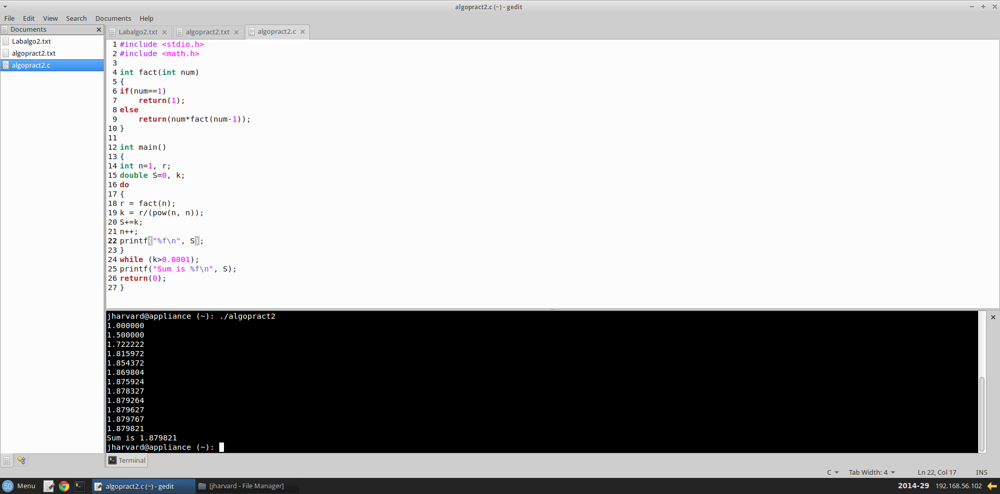 algopract2.c (~) - gedit
File Edit View Search Documents Help
Documents
Labalgo2.txt
algopract2.txt
algopract2.c
Labalgo2.txt algopract2.txt algopract2.c
1 #include <stdio.h>
2 #include <math.h>
3
4 int fact(int num)
5 {
6 if(num==1)
7     return(1);
8 else
9     return(num*fact(num-1));
10 }
11
12 int main()
13 {
14 int n=1, r;
15 double S=0, k;
16 do
17 {
18 r = fact(n);
19 k = r/(pow(n, n));
20 S+=k;
21 n++;
22 printf("%f\n", S);
23 }
24 while (k>0.0001);
25 printf("Sum is %f\n", S);
26 return(0);
27 }
jharvard@appliance (~): ./algopract2
1.000000
1.500000
1.722222
1.815972
1.854372
1.869804
1.875924
1.878327
1.879264
1.879627
1.879767
1.879821
Sum is 1.879821
jharvard@appliance (~):
Terminal
C Tab Width: 4 Ln 22, Col 17 INS
50 Menu algopract2.c (~) - gedit [jharvard - File Manager] 2014-29 192.168.56.102